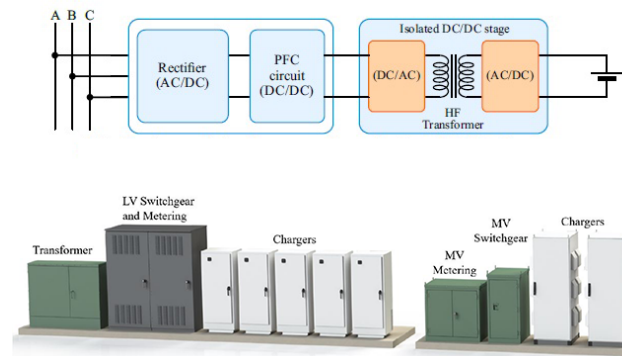 A B C
Isolated DC/DC stage
Rectifier
(AC/DC)
PFC
circuit
(DC/DC)
(DC/AC)
(AC/DC)
HF
Transformer
LV Switchgear
and Metering
Transformer
Chargers
MV
Metering
MV
Switchgear
Chargers